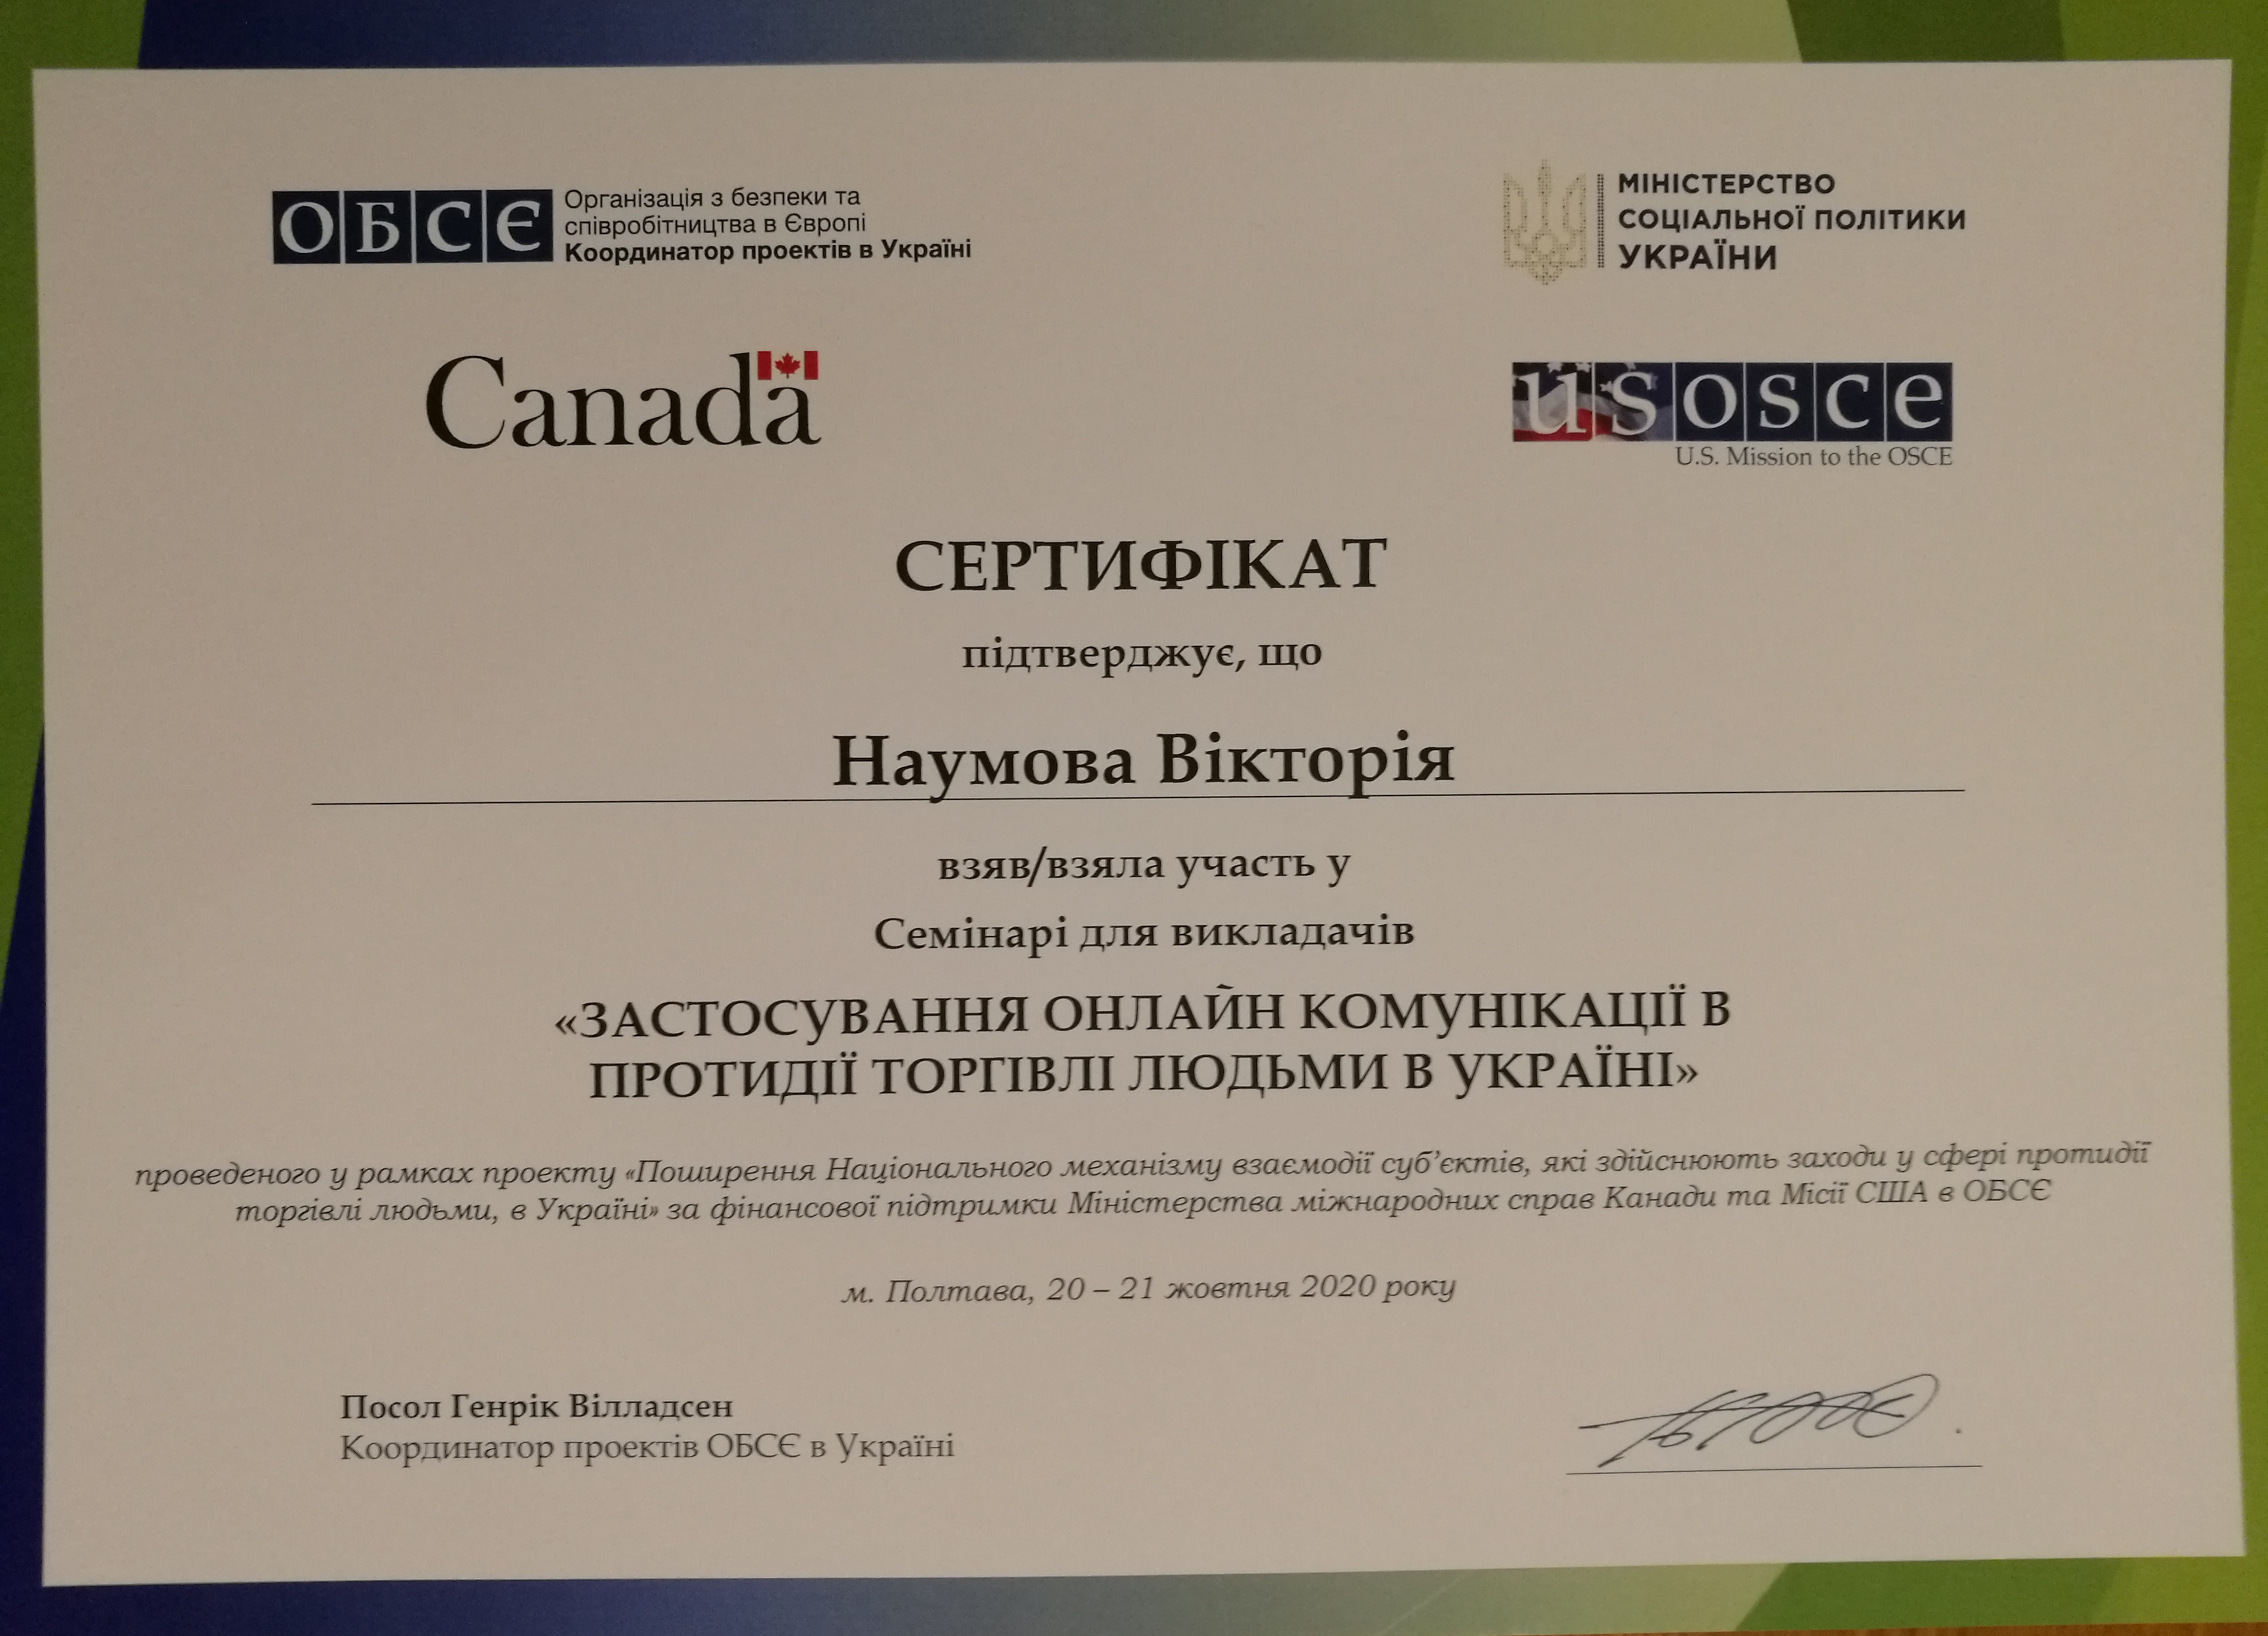 ОБСЄ
Організація з безпеки та
співробітництва в Європі
Координатор проектів в Україні
МІНІСТЕРСТВО
СОЦІАЛЬНОЇ ПОЛІТИКИ
УКРАЇНИ
Canada
usosce
U.S. Mission to the OSCE
СЕРТИФІКАТ
підтверджує, що
Наумова Вікторія
взяв/взяла участь у
Семінарі для викладачів
«ЗАСТОСУВАННЯ ОНЛАЙН КОМУНІКАЦІЇ В
ПРОТИДІЇ ТОРГІВЛІ ЛЮДЬМИ В УКРАЇНІ»
проведеного у рамках проекту «Поширення Національного механізму взаємодії суб’єктів, які здійснюють заходи у сфері протидії
торгівлі людьми, в Україні» за фінансової підтримки Міністерства міжнародних справ Канади та Місії США в ОБСЄ
м. Полтава, 20 – 21 жовтня 2020 року
Посол Генрік Вілладсен
Координатор проектів ОБСЄ в Україні